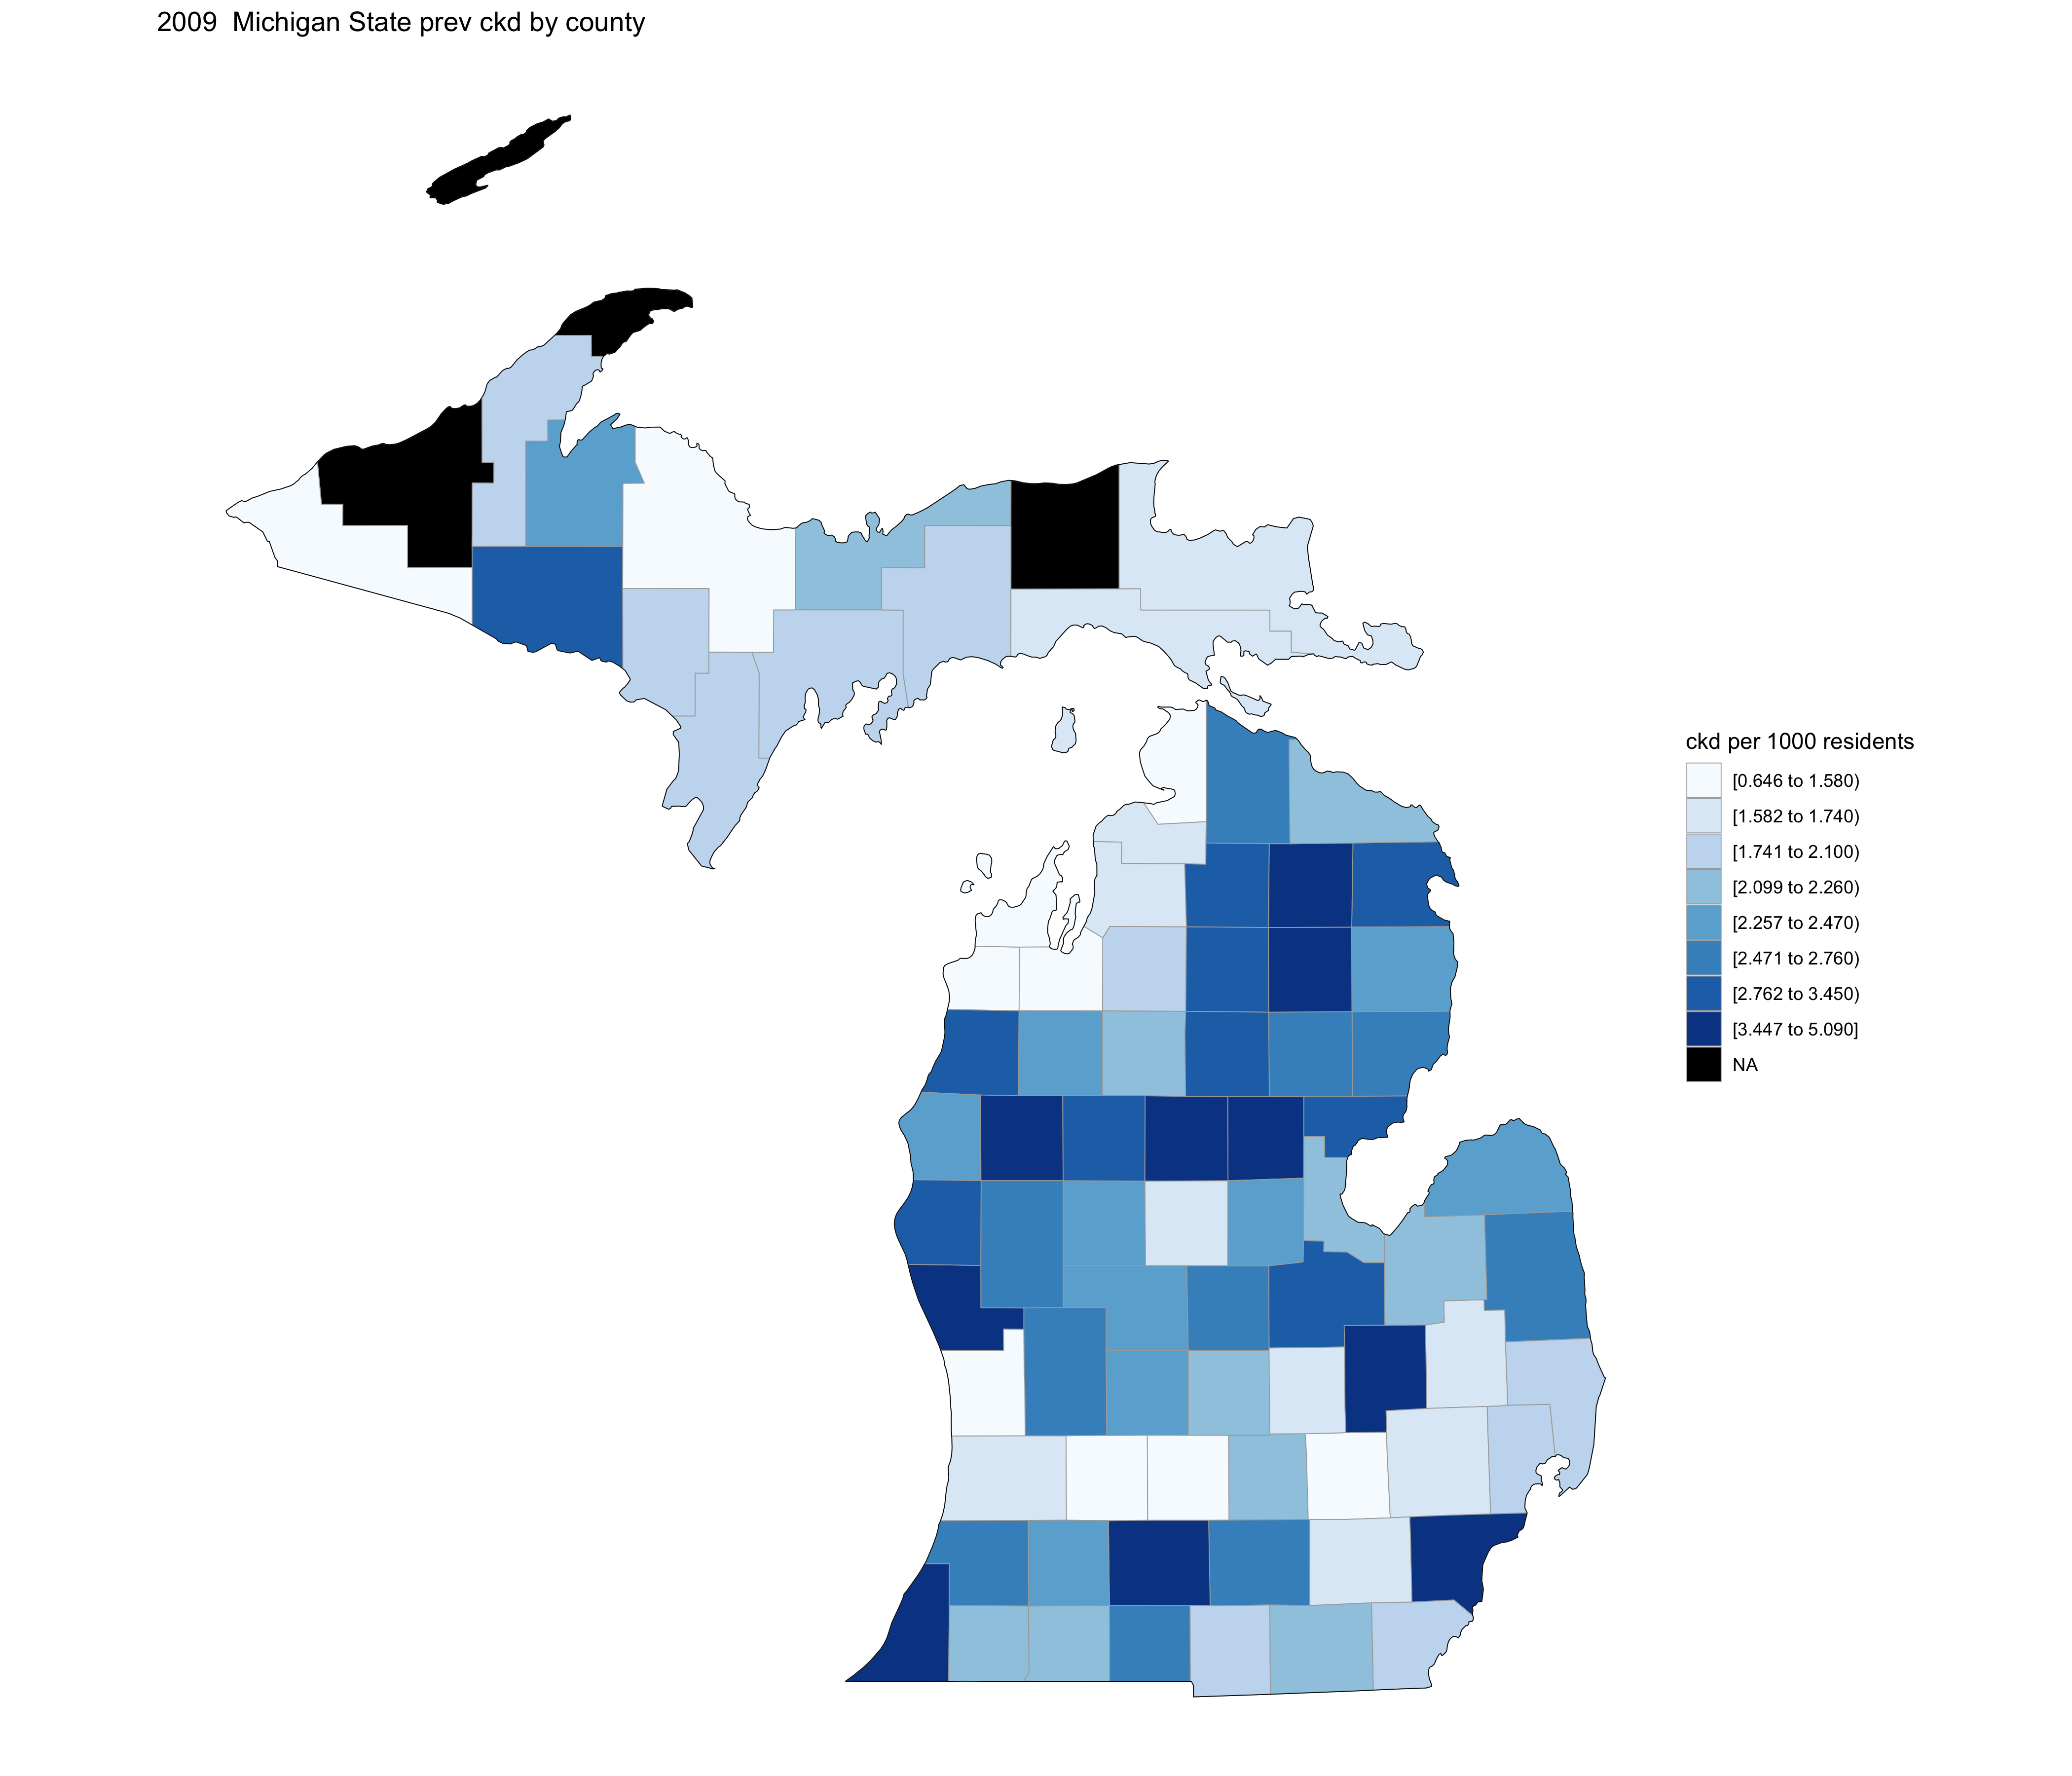 2009  Michigan State prev ckd by county
ckd per 1000 residents
[0.646 to 1.580)
[1.582 to 1.740)
[1.741 to 2.100)
[2.099 to 2.260)
[2.257 to 2.470)
[2.471 to 2.760)
[2.762 to 3.450)
[3.447 to 5.090]
NA